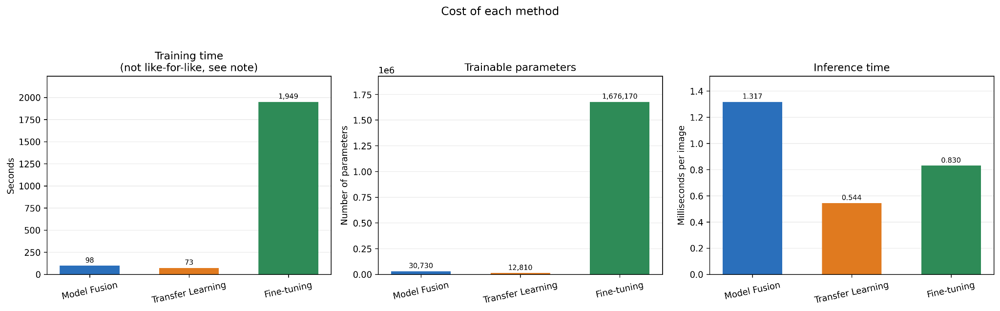 Cost of each method
Training time
(not like-for-like, see note)
Seconds
2000
1750
1500
1250
1000
750
500
250
0
98
73
1,949
Model Fusion
Transfer Learning
Fine-tuning
Trainable parameters
1e6
Number of parameters
1.75
1.50
1.25
1.00
0.75
0.50
0.25
0.00
30,730
12,810
1,676,170
Model Fusion
Transfer Learning
Fine-tuning
Inference time
Milliseconds per image
1.4
1.2
1.0
0.8
0.6
0.4
0.2
0.0
1.317
0.544
0.830
Model Fusion
Transfer Learning
Fine-tuning